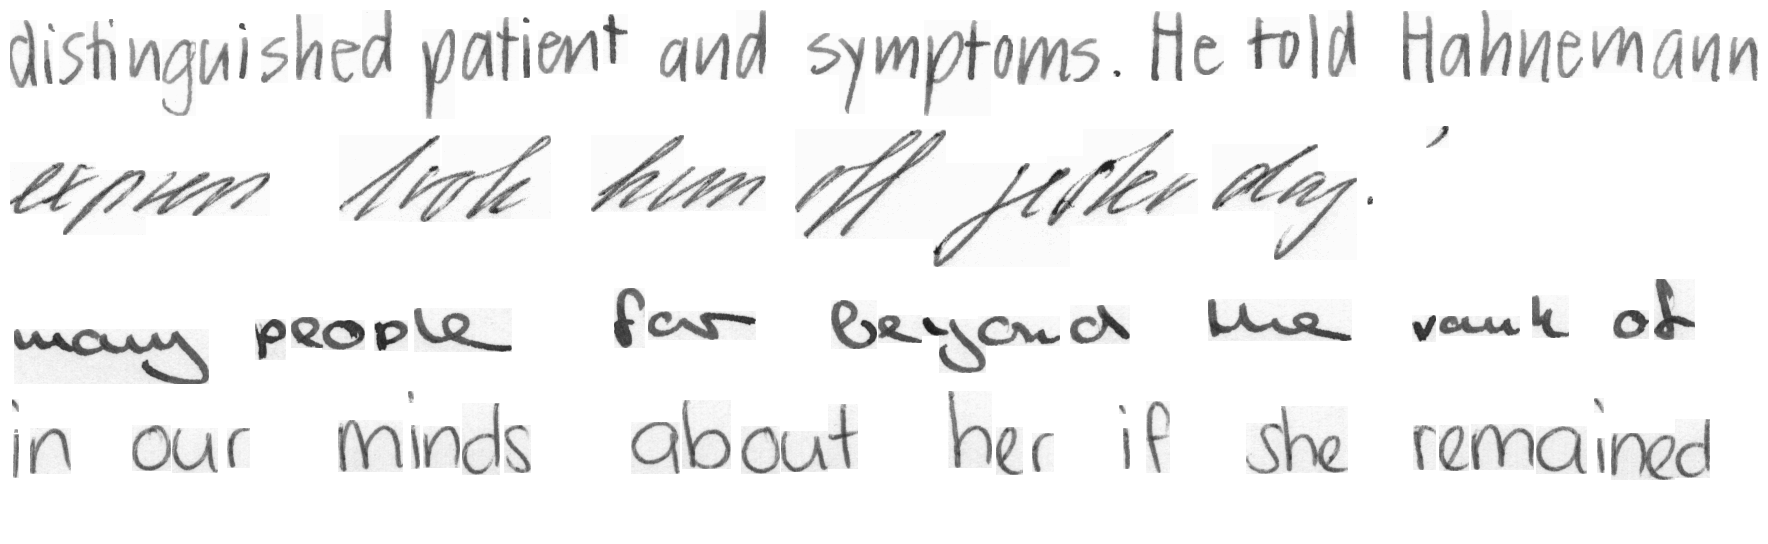 distinguished patient and symptoms. He told Hahnemann
express took him off yesterday.'
many people far beyond the rank of
in our minds about her if she remained